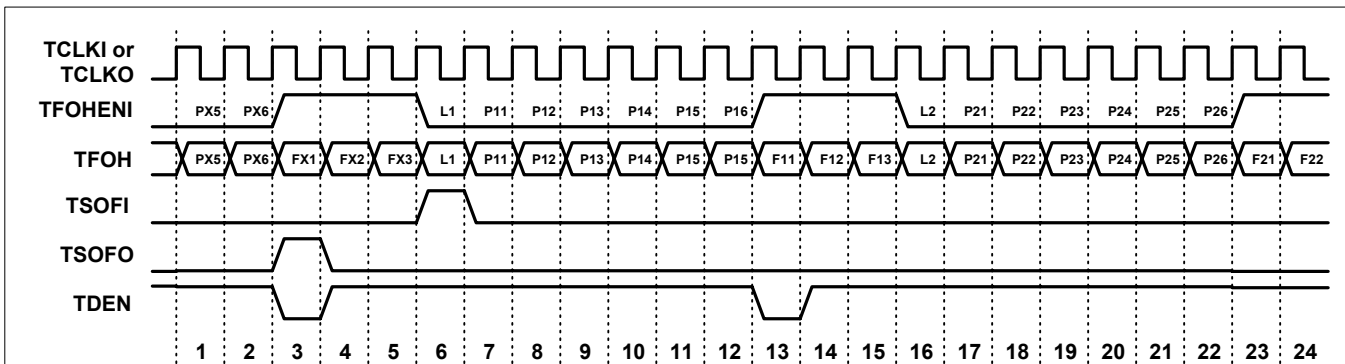 TCLKI or
TCLKO
TFOHENI PX5 PX6 L1 P11 P12 P13 P14 P15 P16 L2 P21 P22 P23 P24 P25 P26
TFOH PX5 PX6 FX1 FX2 FX3 L1 P11 P12 P13 P14 P15 P15 F11 F12 F13 L2 P21 P22 P23 P24 P25 P26 F21 F22
TSOFI
TSOFO
TDEN
1 2 3 4 5 6 7 8 9 10 11 12 13 14 15 16 17 18 19 20 21 22 23 24